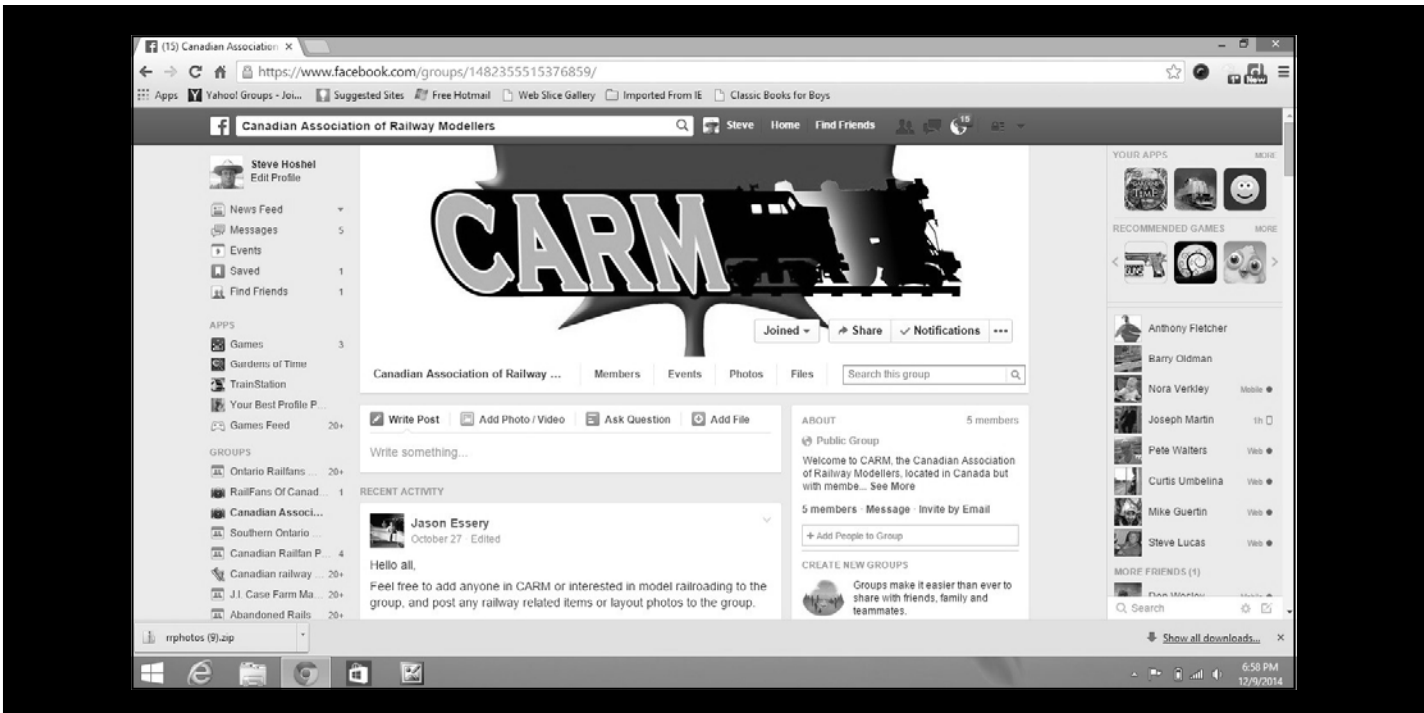 (15) Canadian Association
https://www.facebook.com/groups/1482355515376859/
Apps Yahoo! Groups - Joi... Suggested Sites Free Hotmail Web Slice Gallery Imported From IE Classic Books for Boys
Canadian Association of Railway Modellers Steve Home Find Friends 15
Steve Hoshel
Edit Profile
News Feed
Messages 5
Events
Saved 1
Find Friends 1
APPS
Games 3
Gardens of Time
TrainStation
Your Best Profile P...
Games Feed 20+
GROUPS
Ontario Railfans ... 20+
RailFans Of Canad... 1
Canadian Associ...
Southern Ontario ...
Canadian Railfan P... 4
Canadian railway ... 20+
J.I. Case Farm Ma... 20+
Abandoned Rails 20+
CARM
Joined Share Notifications
Canadian Association of Railway ... Members Events Photos Files Search this group
Write Post Add Photo / Video Ask Question Add File
Write something...
RECENT ACTIVITY
Jason Essery
October 27 · Edited
Hello all,
Feel free to add anyone in CARM or interested in model railroading to the
group, and post any railway related items or layout photos to the group.
ABOUT 5 members
Public Group
Welcome to CARM, the Canadian Association
of Railway Modellers, located in Canada but
with membe... See More
5 members · Message · Invite by Email
+ Add People to Group
CREATE NEW GROUPS
Groups make it easier than ever to
share with friends, family and
teammates.
YOUR APPS MORE
RECOMMENDED GAMES MORE
Anthony Fletcher
Barry Oldman
Nora Verkley Mobile
Joseph Martin 1h
Pete Walters Web
Curtis Umbelina Web
Mike Guertin Web
Steve Lucas Web
MORE FRIENDS (1)
Search
rrphotos (9).zip
Show all downloads...
6:58 PM
12/9/2014